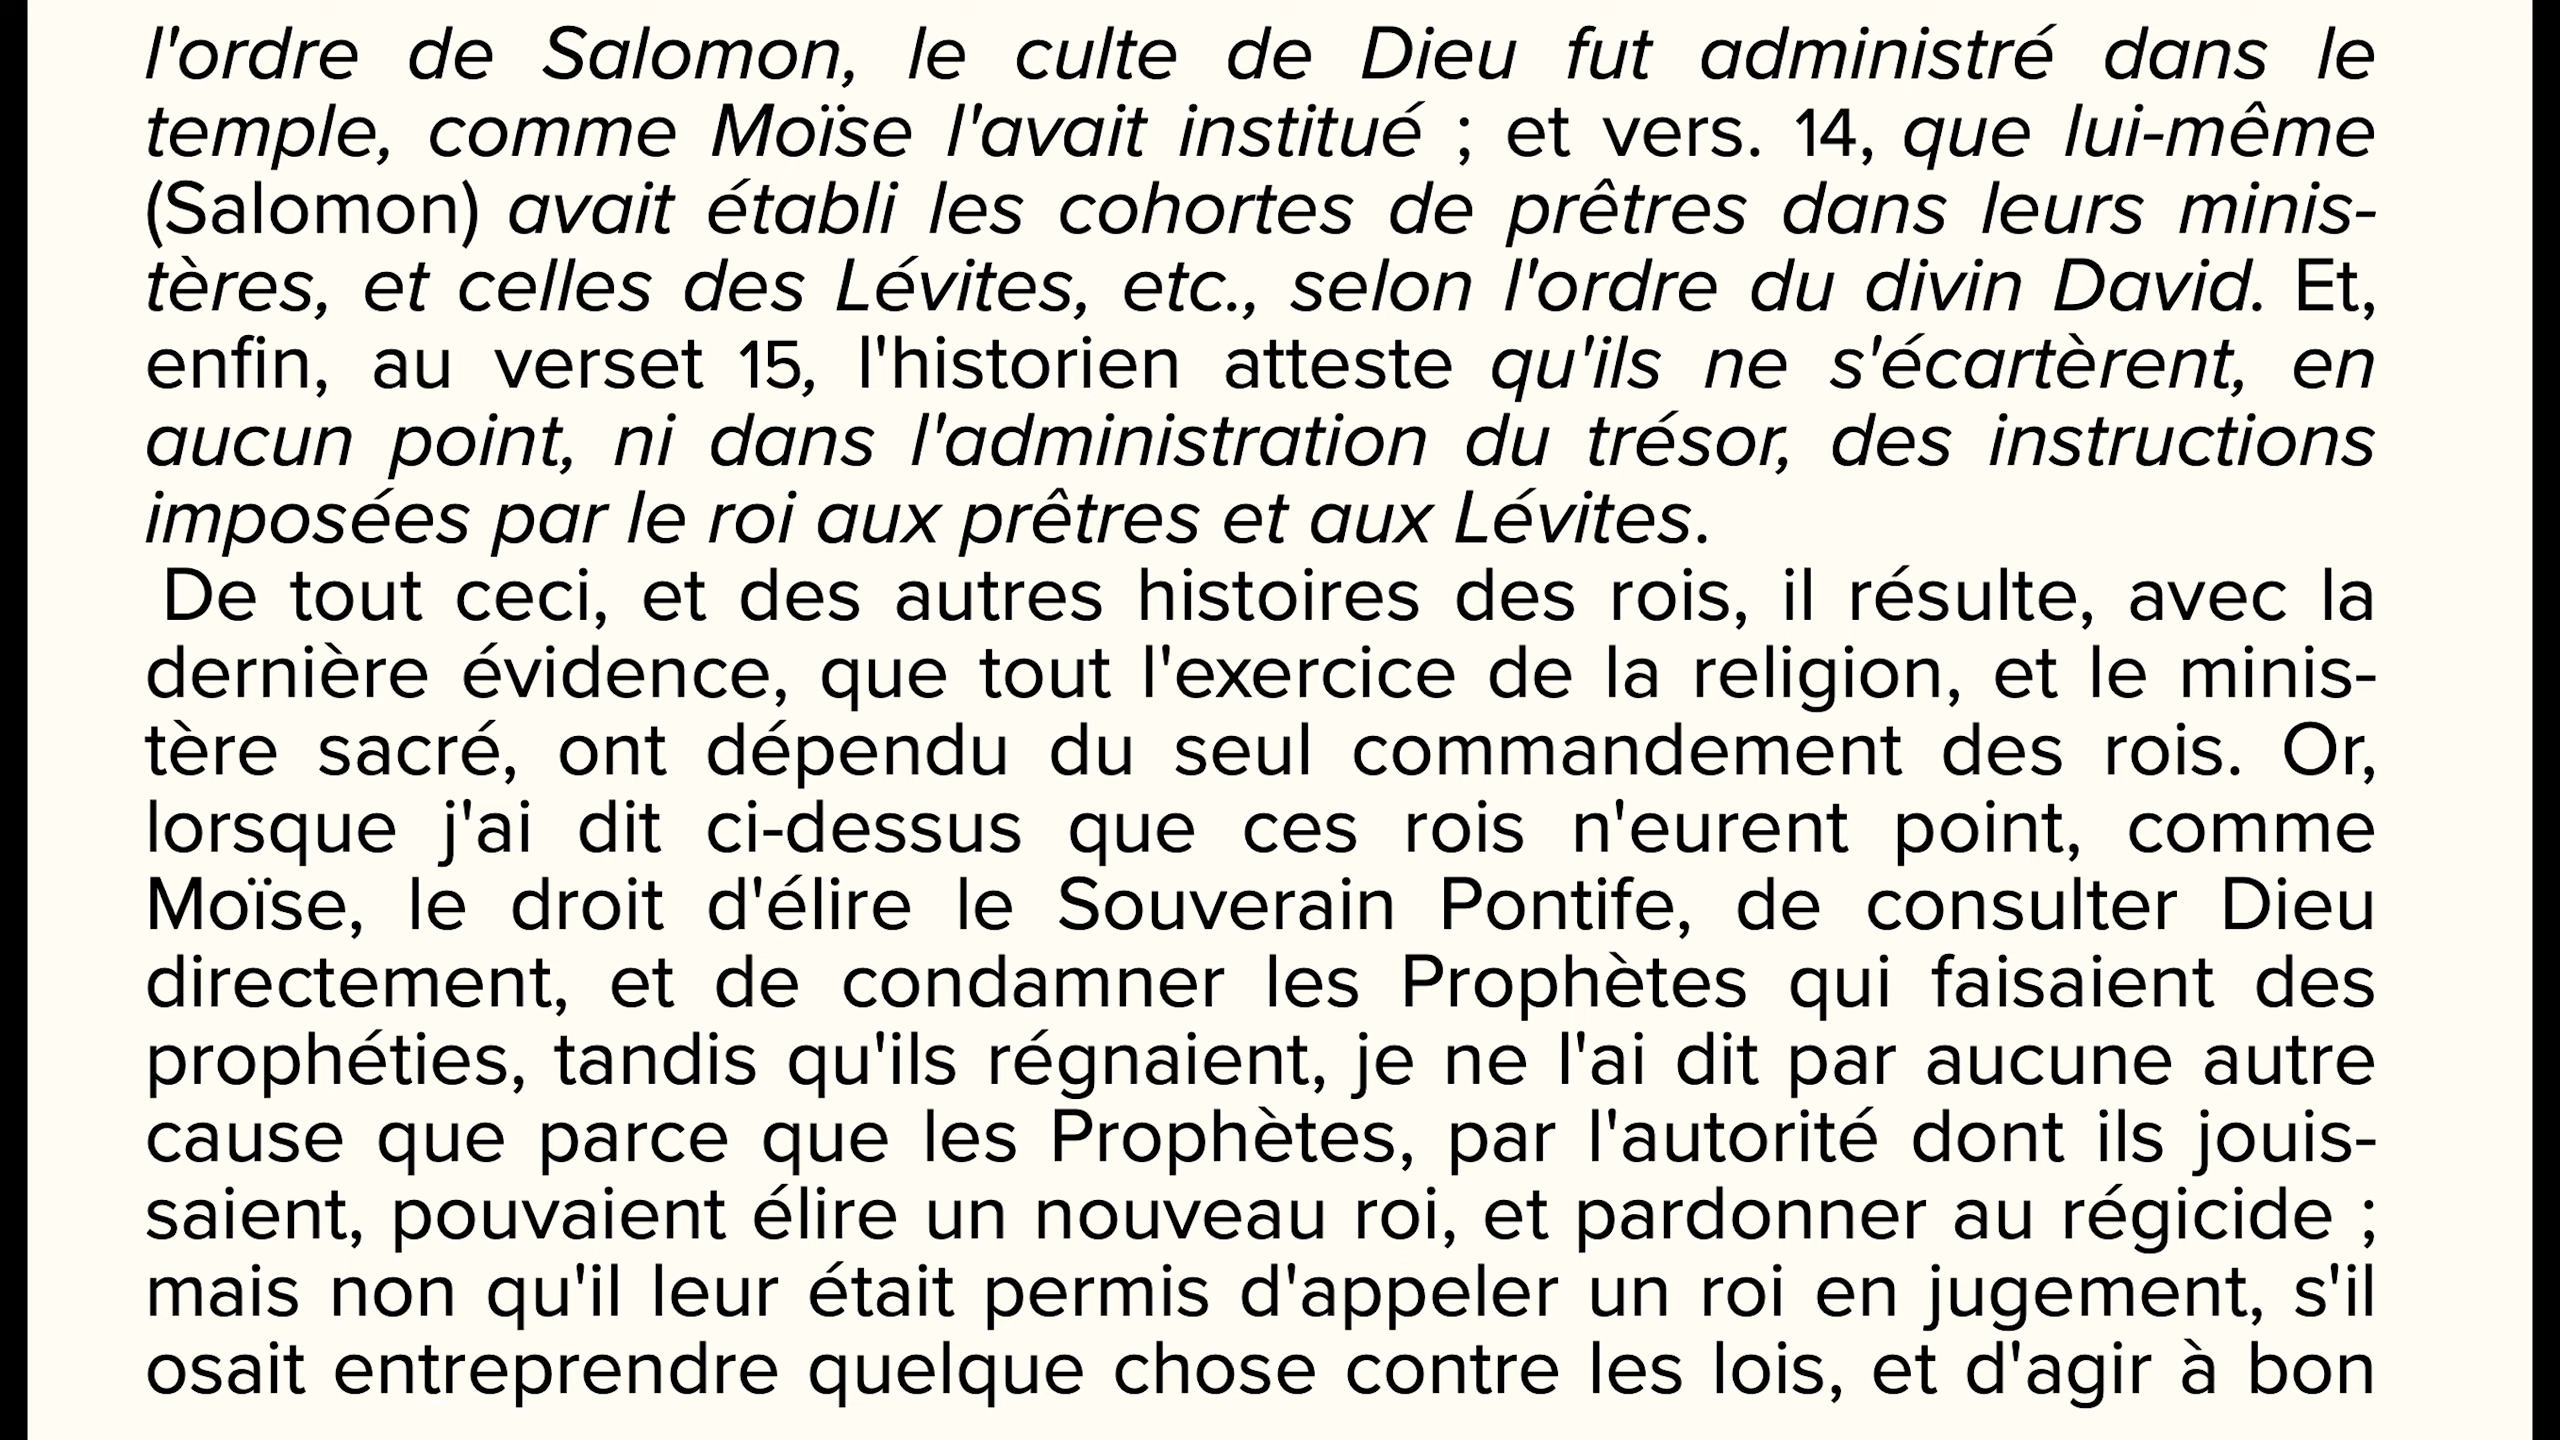 l'ordre de Salomon, le culte de Dieu fut administré dans le
temple, comme Moïse l'avait institué ; et vers. 14, que lui-même
(Salomon) avait établi les cohortes de prêtres dans leurs minis-
tères, et celles des Lévites, etc., selon l'ordre du divin David. Et,
enfin, au verset 15, l'historien atteste qu'ils ne s'écartèrent, en
aucun point, ni dans l'administration du trésor, des instructions
imposées par le roi aux prêtres et aux Lévites.
De tout ceci, et des autres histoires des rois, il résulte, avec la
dernière évidence, que tout l'exercice de la religion, et le minis-
tère sacré, ont dépendu du seul commandement des rois. Or,
lorsque j'ai dit ci-dessus que ces rois n'eurent point, comme
Moïse, le droit d'élire le Souverain Pontife, de consulter Dieu
directement, et de condamner les Prophètes qui faisaient des
prophéties, tandis qu'ils régnaient, je ne l'ai dit par aucune autre
cause que parce que les Prophètes, par l'autorité dont ils jouis-
saient, pouvaient élire un nouveau roi, et pardonner au régicide ;
mais non qu'il leur était permis d'appeler un roi en jugement, s'il
osait entreprendre quelque chose contre les lois, et d'agir à bon